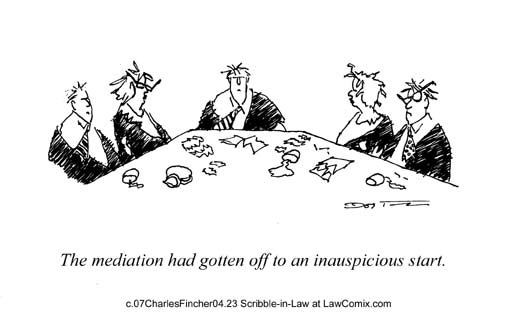 The mediation had gotten off to an inauspicious start.
c.07CharlesFincher04.23 Scribble-in-Law at LawComix.com